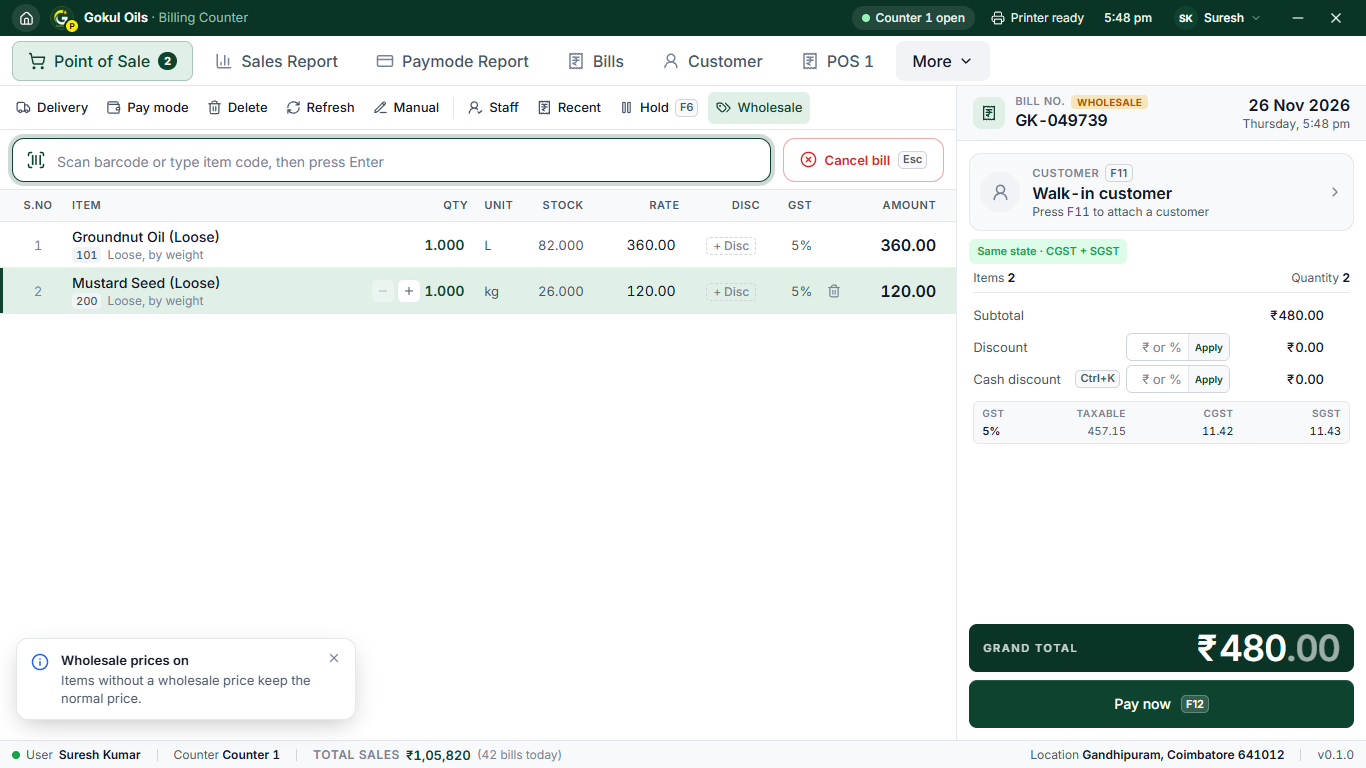 Gokul Oils · Billing Counter
P
Counter 1 open
Printer ready
5:48 pm
SK Suresh
Point of Sale 2
Sales Report
Paymode Report
Bills
Customer
POS 1
More
Delivery
Pay mode
Delete
Refresh
Manual
Staff
Recent
Hold F6
Wholesale
BILL NO. WHOLESALE
GK-049739
26 Nov 2026
Thursday, 5:48 pm
Scan barcode or type item code, then press Enter
Cancel bill Esc
CUSTOMER F11
Walk-in customer
Press F11 to attach a customer
S.NO ITEM QTY UNIT STOCK RATE DISC GST AMOUNT
1 Groundnut Oil (Loose) 1.000 L 82.000 360.00 + Disc 5% 360.00
101 Loose, by weight
2 Mustard Seed (Loose) − + 1.000 kg 26.000 120.00 + Disc 5% 120.00
200 Loose, by weight
Same state · CGST + SGST
Items 2 Quantity 2
Subtotal ₹480.00
Discount ₹ or % Apply ₹0.00
Cash discount Ctrl+K ₹ or % Apply ₹0.00
GST TAXABLE CGST SGST
5% 457.15 11.42 11.43
Wholesale prices on
Items without a wholesale price keep the
normal price.
GRAND TOTAL ₹480.00
Pay now F12
User Suresh Kumar
Counter Counter 1
TOTAL SALES ₹1,05,820 (42 bills today)
Location Gandhipuram, Coimbatore 641012
v0.1.0